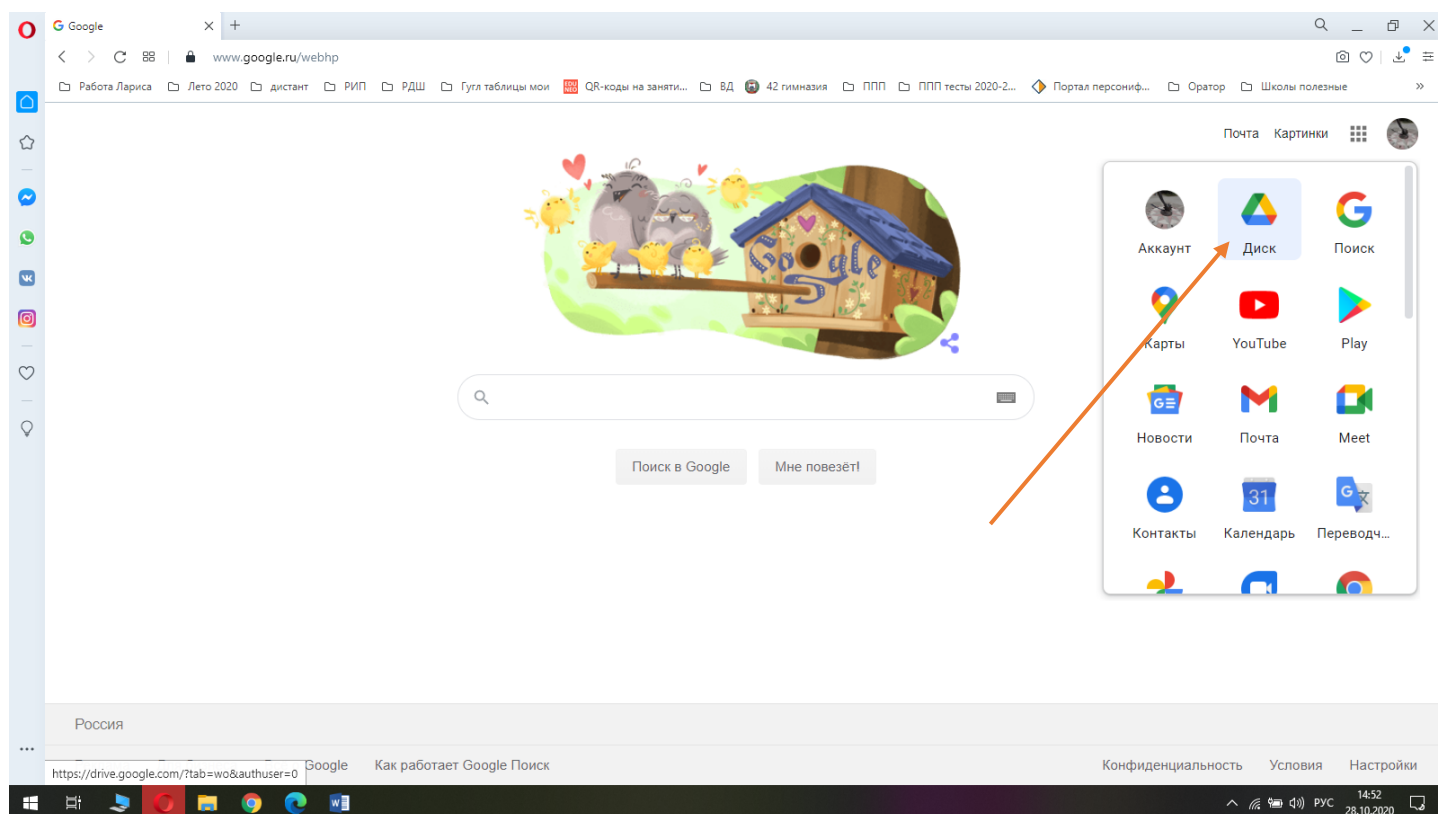 Google
www.google.ru/webhp
Работа Лариса Лето 2020 дистант РИП РДШ Гугл таблицы мои QR-коды на заняти... ВД 42 гимназия ППП ППП тесты 2020-2... Портал персониф... Оратор Школы полезные »
Почта Картинки
Google
Аккаунт Диск Поиск
Карты YouTube Play
Новости Почта Meet
31
Контакты Календарь Переводч...
Поиск в Google Мне повезёт!
Россия
Google Как работает Google Поиск Конфиденциальность Условия Настройки
https://drive.google.com/?tab=wo&authuser=0
РУС 14:52
28.10.2020